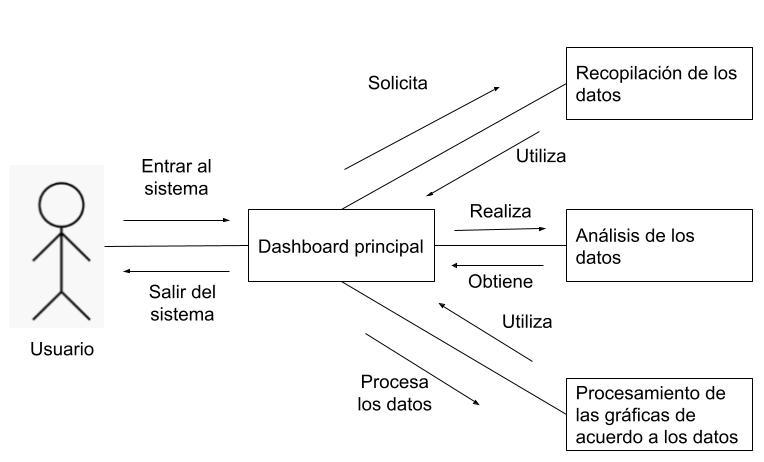 Solicita
Recopilación de los
datos
Entrar al
sistema
Utiliza
Realiza
Dashboard principal
Análisis de los
datos
Obtiene
Salir del
sistema
Utiliza
Usuario
Procesa
los datos
Procesamiento de
las gráficas de
acuerdo a los datos